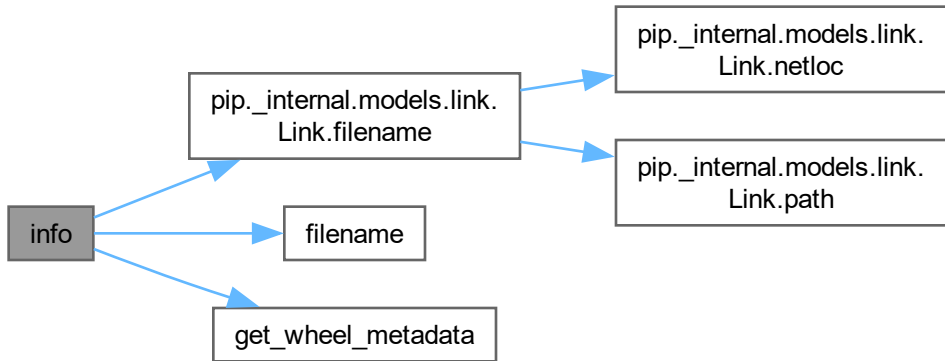 info
pip._internal.models.link.
Link.filename
filename
get_wheel_metadata
pip._internal.models.link.
Link.netloc
pip._internal.models.link.
Link.path